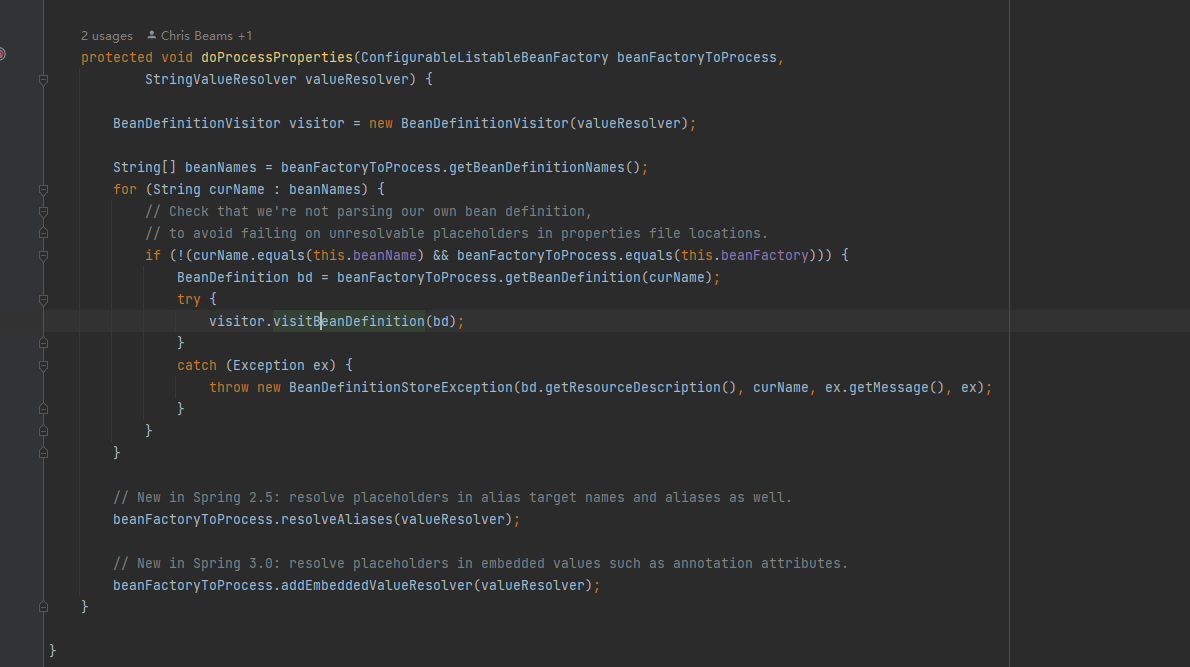 2 usages Chris Beams +1
protected void doProcessProperties(ConfigurableListableBeanFactory beanFactoryToProcess,
StringValueResolver valueResolver) {
BeanDefinitionVisitor visitor = new BeanDefinitionVisitor(valueResolver);
String[] beanNames = beanFactoryToProcess.getBeanDefinitionNames();
for (String curName : beanNames) {
// Check that we're not parsing our own bean definition,
// to avoid failing on unresolvable placeholders in properties file locations.
if (!(curName.equals(this.beanName) && beanFactoryToProcess.equals(this.beanFactory))) {
BeanDefinition bd = beanFactoryToProcess.getBeanDefinition(curName);
try {
visitor.visitBeanDefinition(bd);
}
catch (Exception ex) {
throw new BeanDefinitionStoreException(bd.getResourceDescription(), curName, ex.getMessage(), ex);
}
}
}
// New in Spring 2.5: resolve placeholders in alias target names and aliases as well.
beanFactoryToProcess.resolveAliases(valueResolver);
// New in Spring 3.0: resolve placeholders in embedded values such as annotation attributes.
beanFactoryToProcess.addEmbeddedValueResolver(valueResolver);
}
}